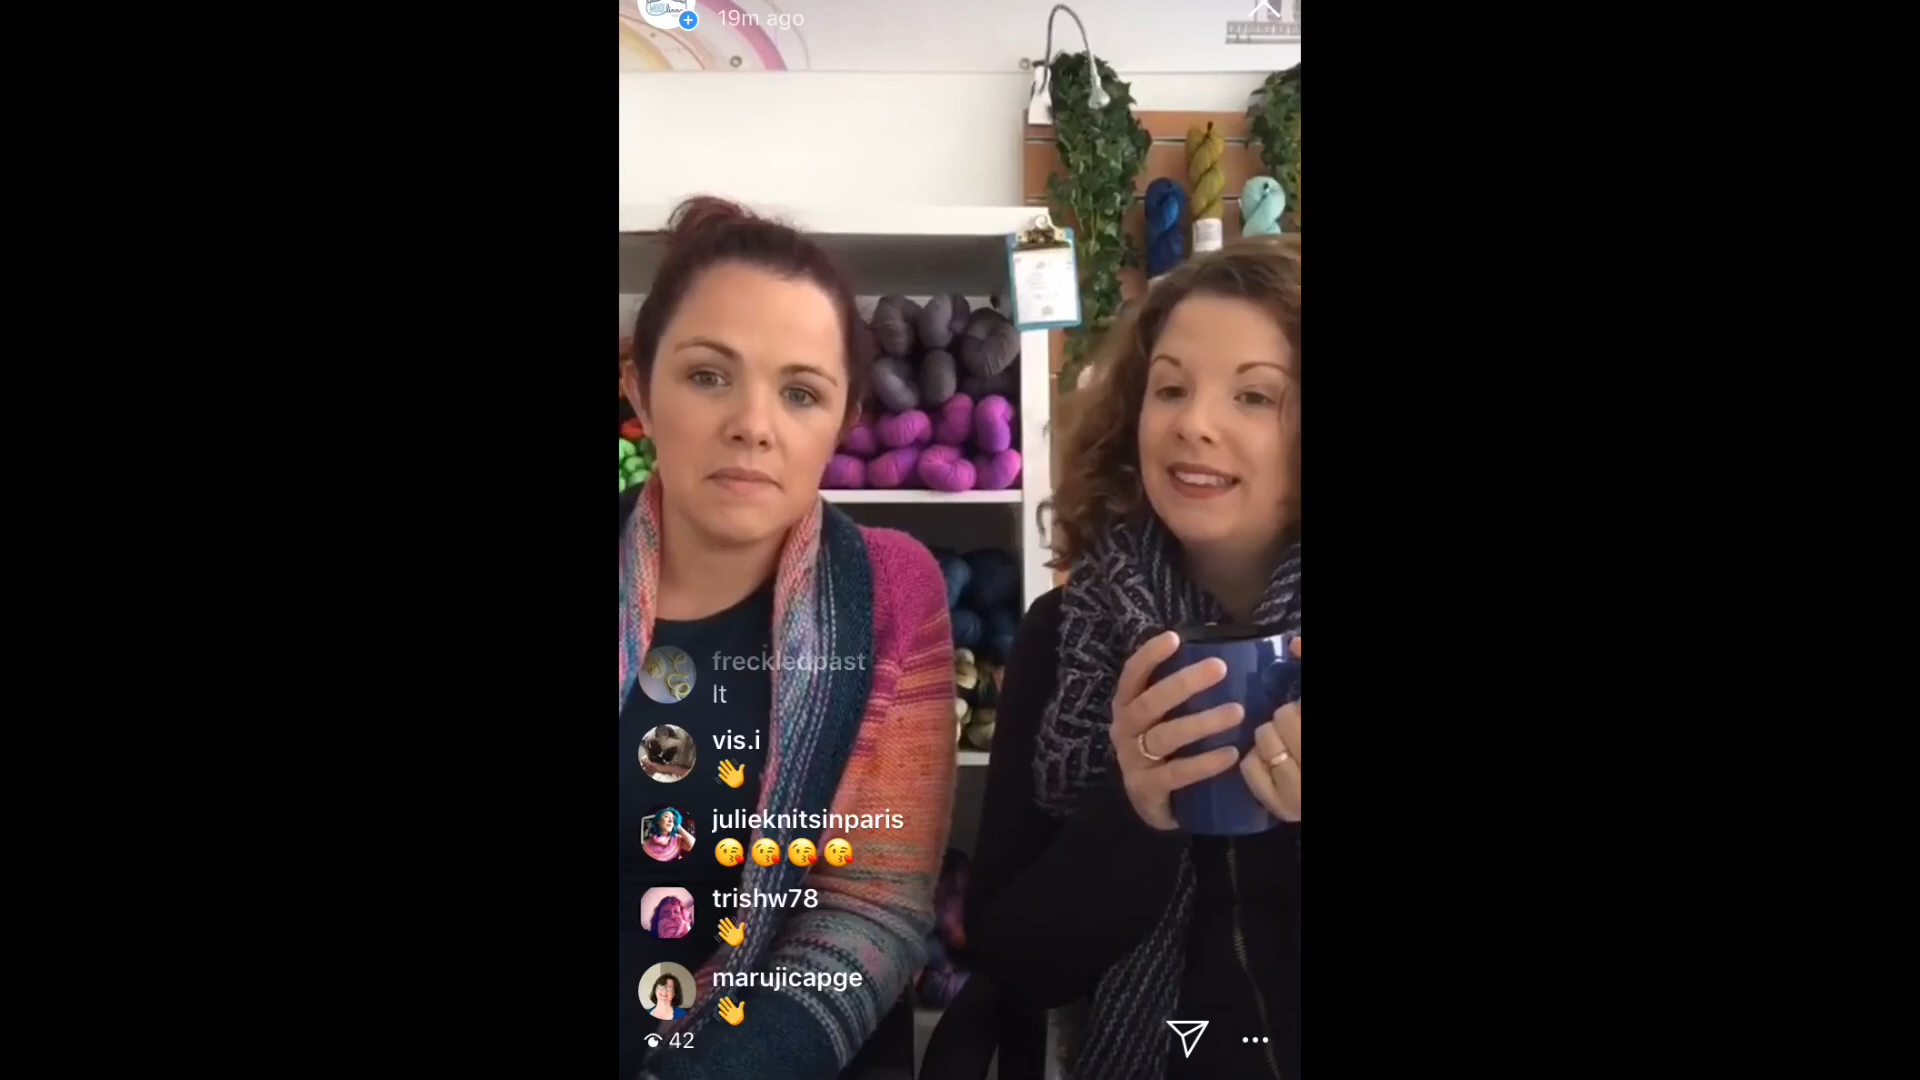 19m ago
freckledpast
It
vis.i
👋
julieknitsinparis
😘😘😘😘
trishw78
👋
marujicapge
👋
42